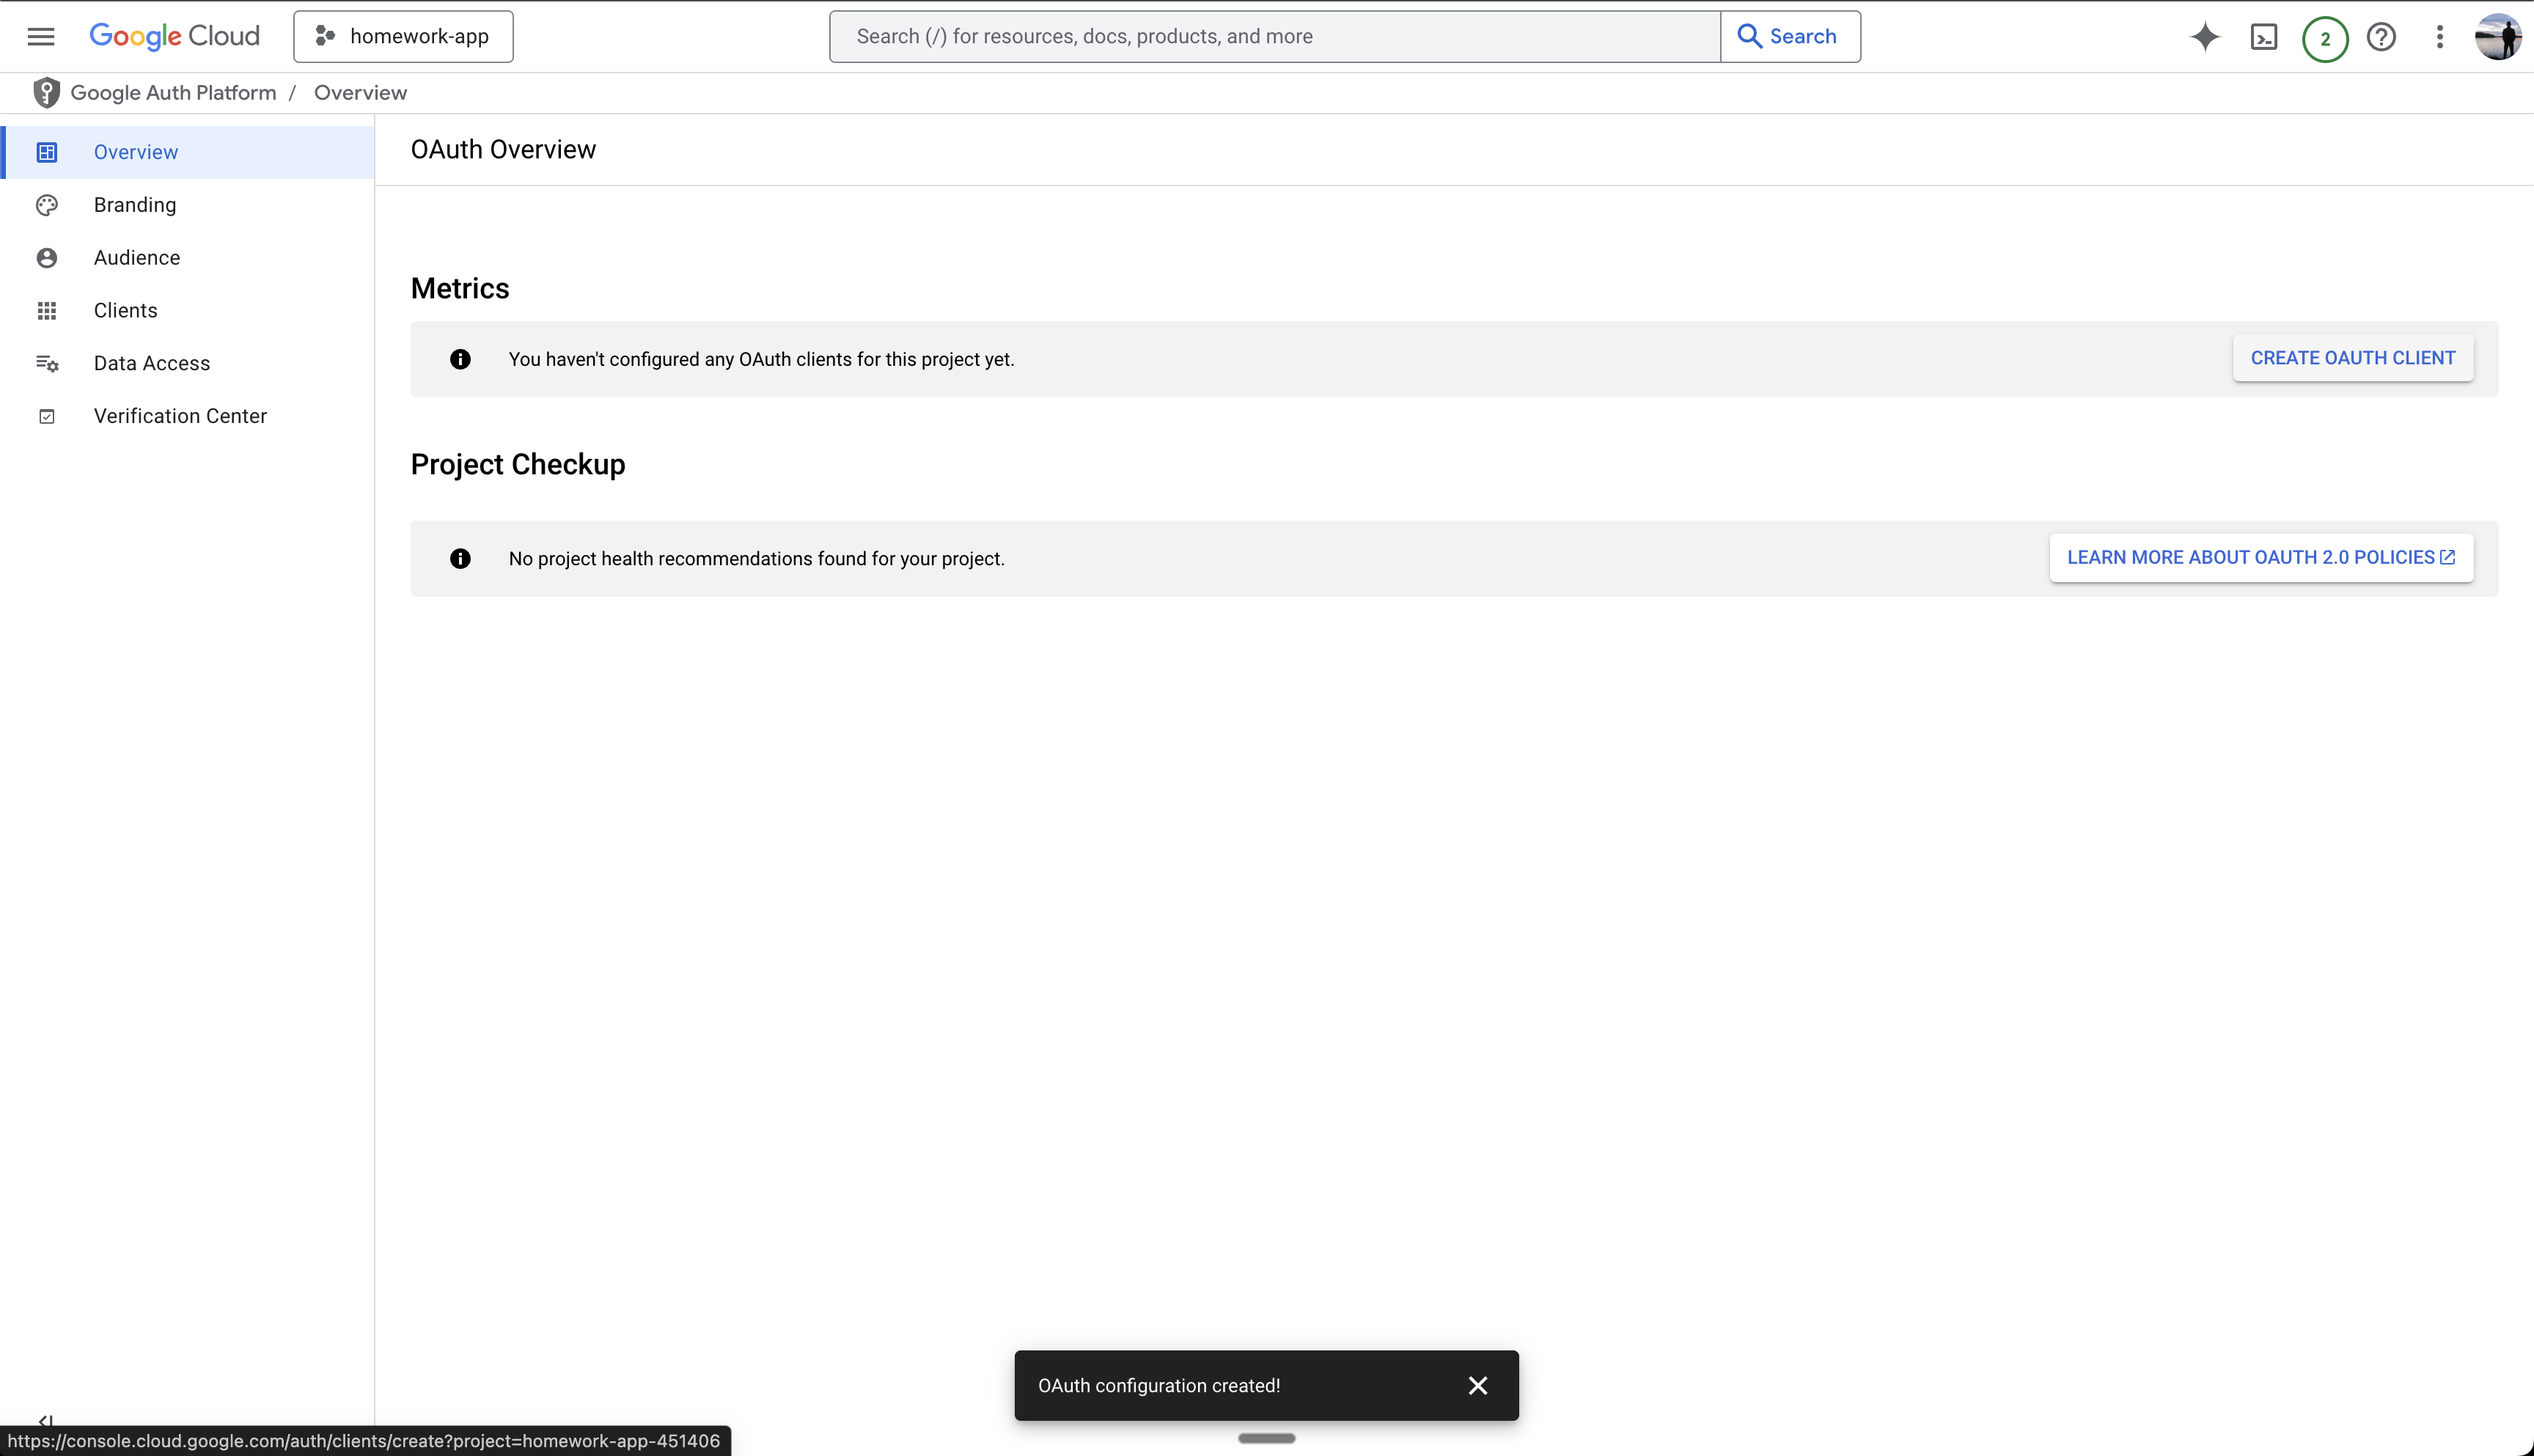 Google Cloud
homework-app
Search (/) for resources, docs, products, and more
Search
2
Google Auth Platform / Overview
Overview
Branding
Audience
Clients
Data Access
Verification Center
OAuth Overview
Metrics
You haven't configured any OAuth clients for this project yet.
CREATE OAUTH CLIENT
Project Checkup
No project health recommendations found for your project.
LEARN MORE ABOUT OAUTH 2.0 POLICIES
OAuth configuration created!
https://console.cloud.google.com/auth/clients/create?project=homework-app-451406